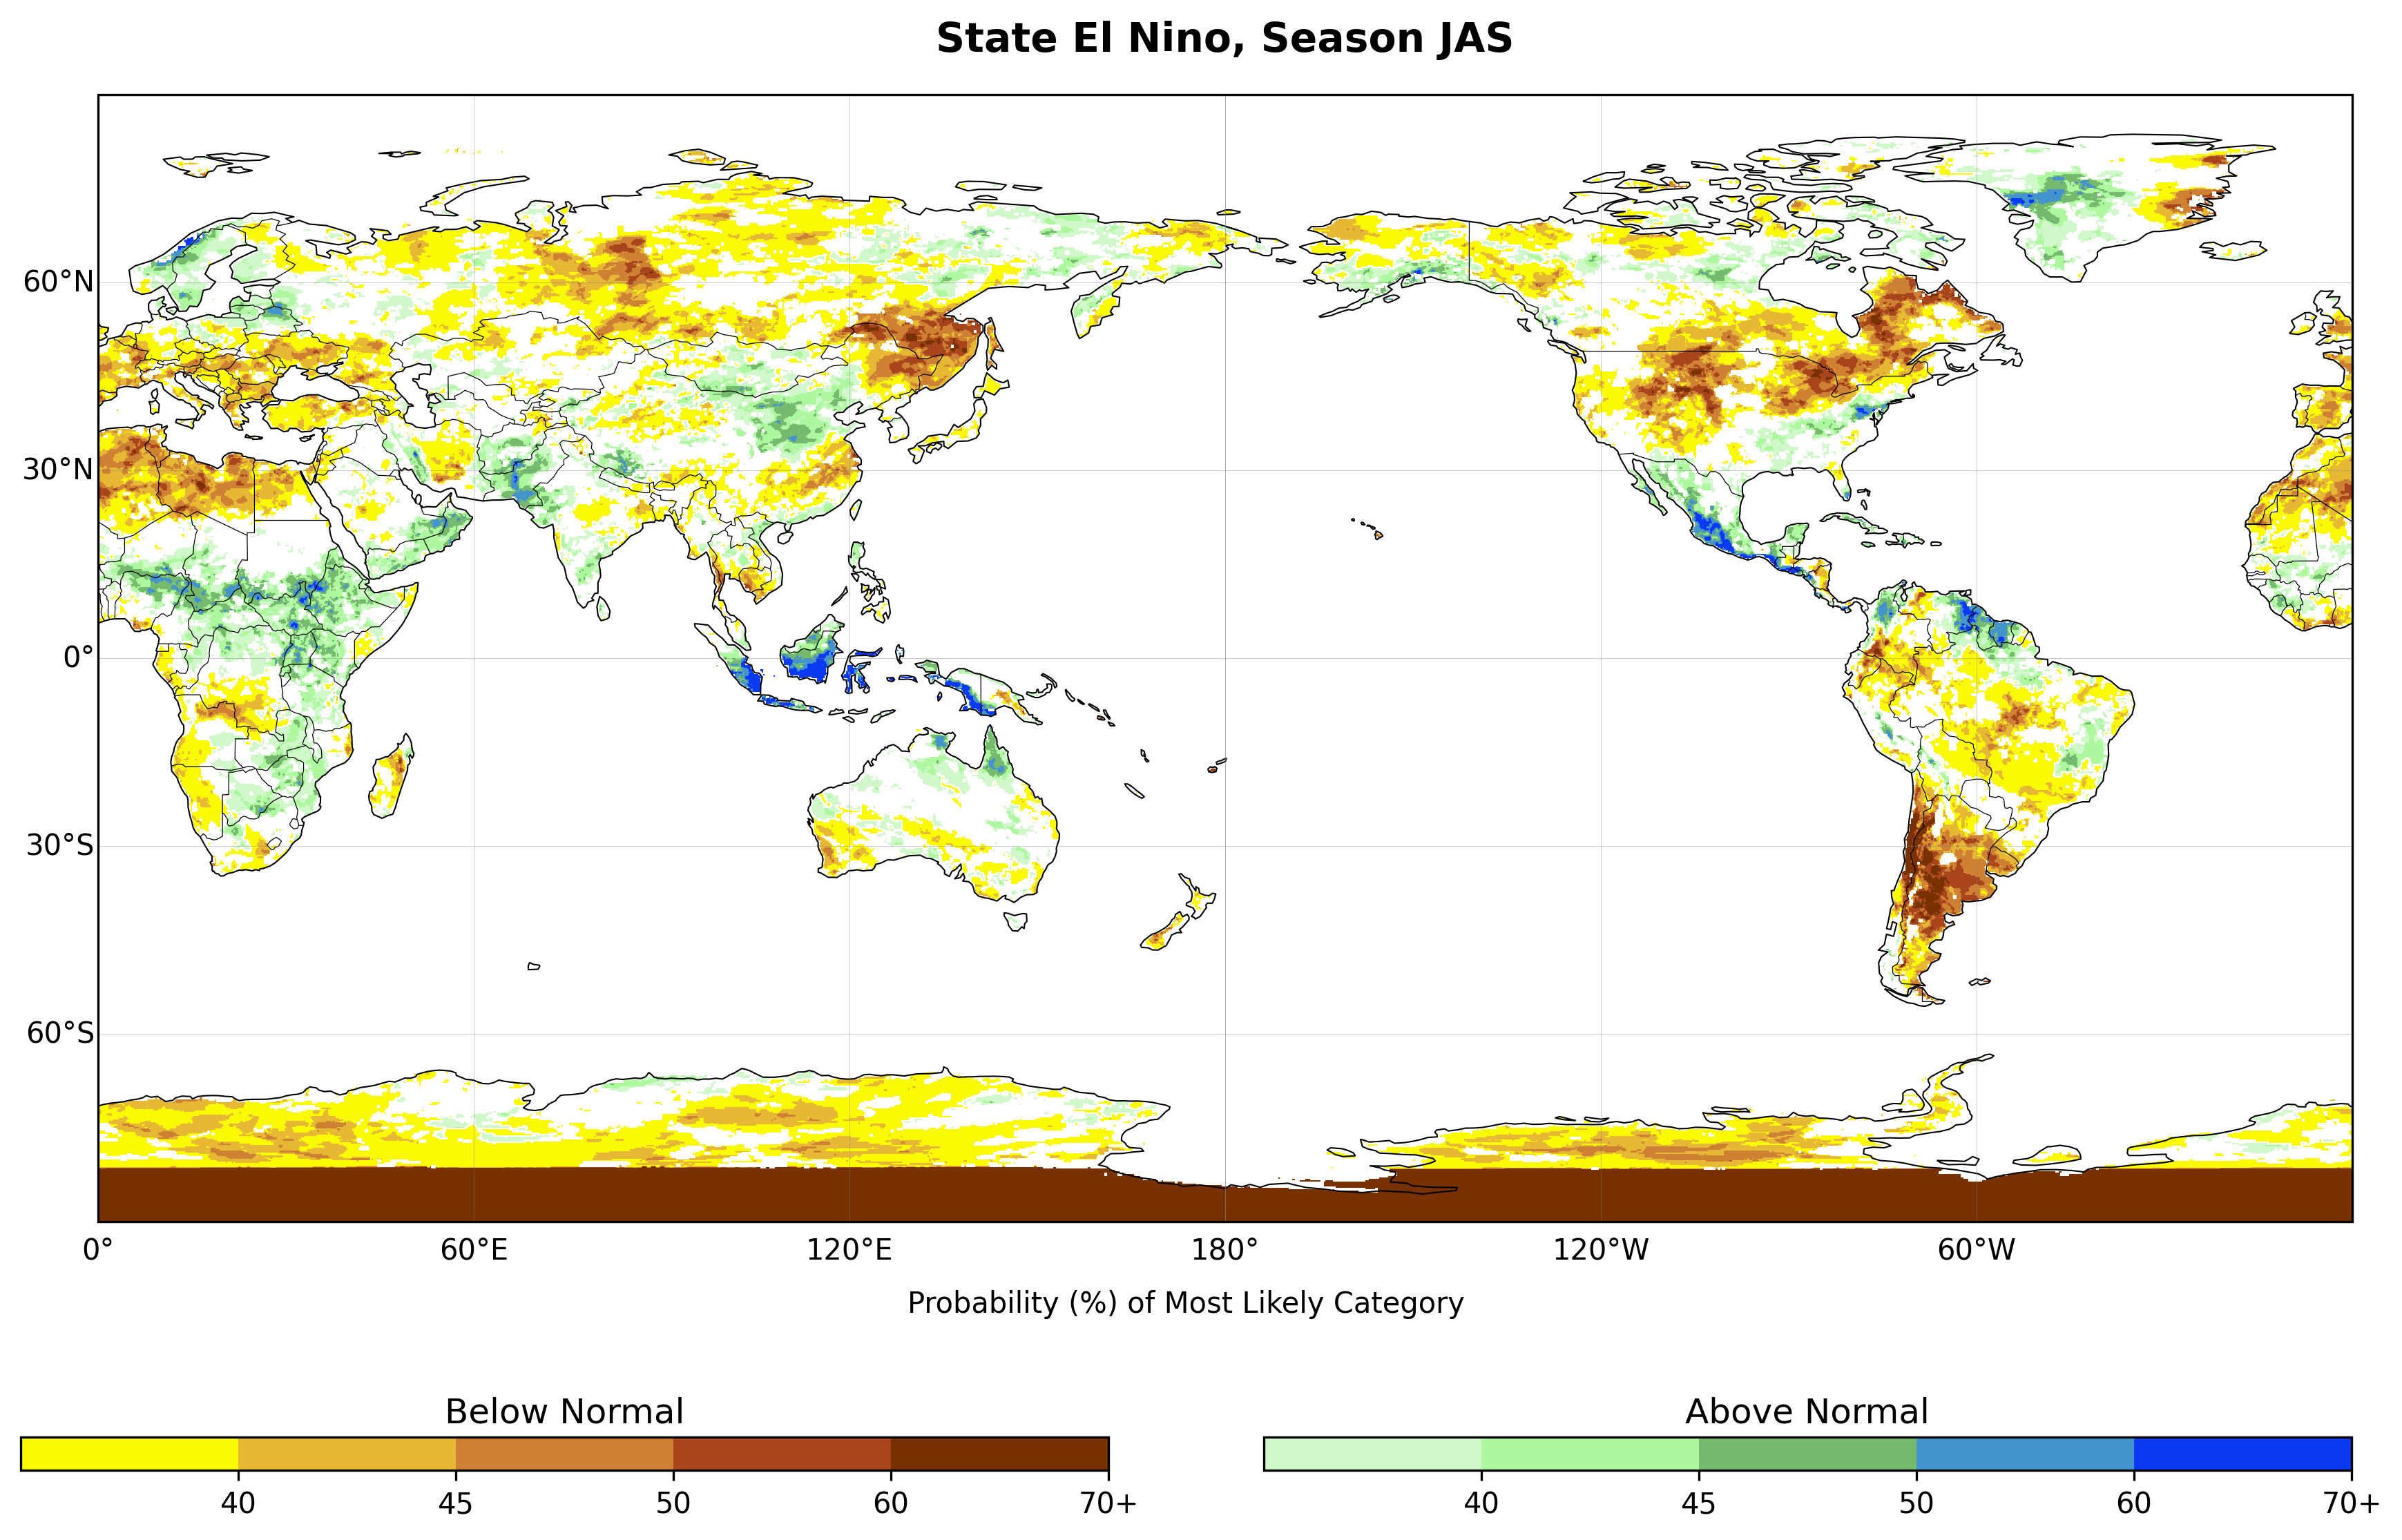 State El Nino, Season JAS
60°N
30°N
0°
30°S
60°S
0° 60°E 120°E 180° 120°W 60°W
Probability (%) of Most Likely Category
Below Normal Above Normal
40 45 50 60 70+ 40 45 50 60 70+